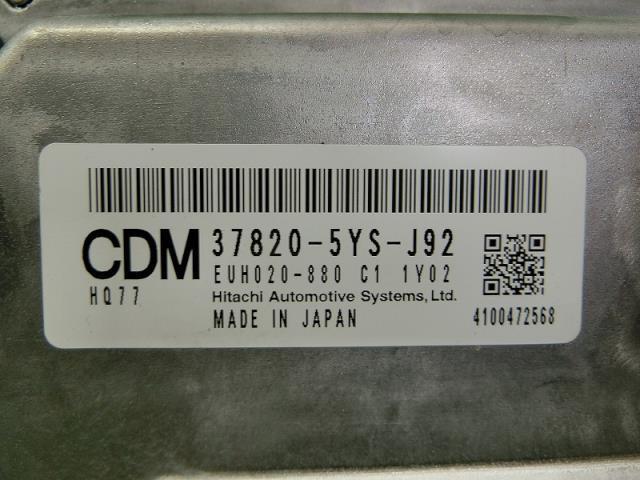 CDM 37820-5YS-J92
EUH020-880 C1 1Y02
HQ77
Hitachi Automotive Systems, Ltd.
MADE IN JAPAN
4100472568